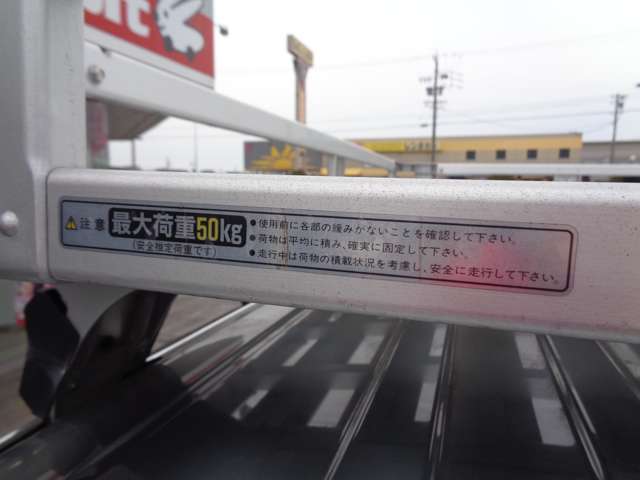 bit
注意 最大荷重50kg
(安全推定荷重です)
●使用前に各部の緩みがないことを確認して下さい。
●荷物は平均に積み、確実に固定して下さい。
●走行中は荷物の積載状況を考慮し、安全に走行して下さい。